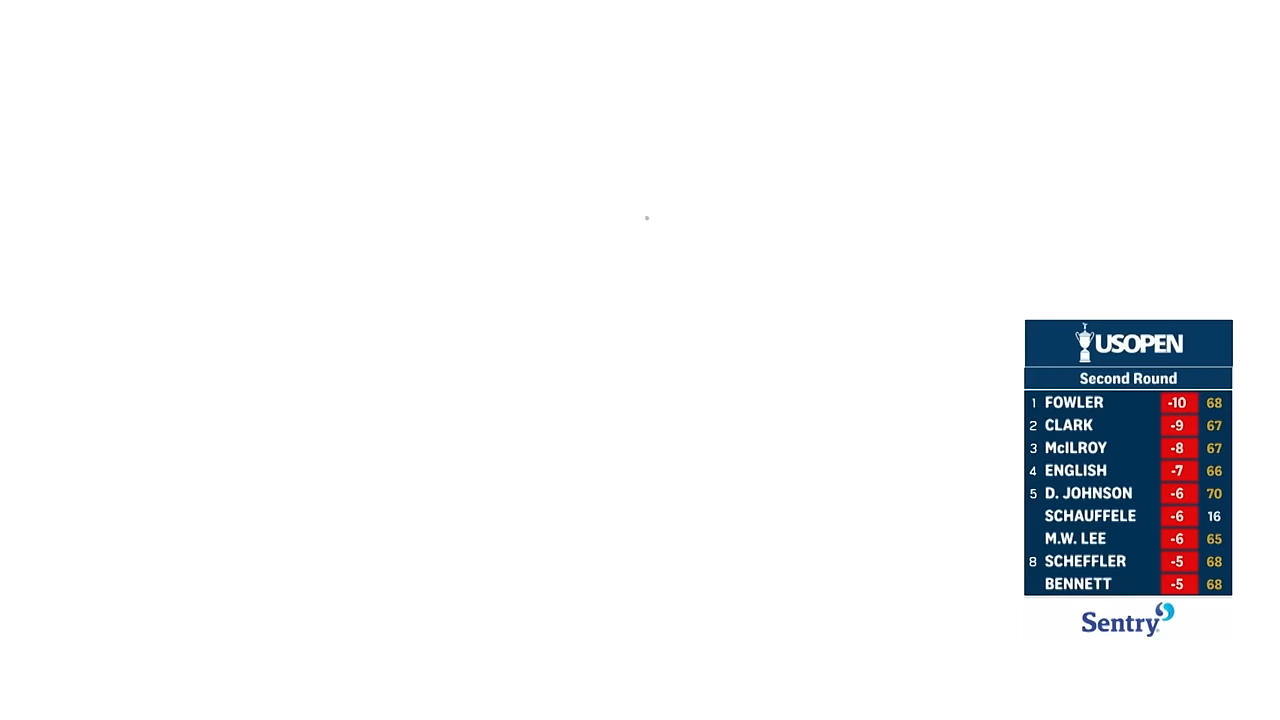 USOPEN
Second Round
1 FOWLER -10 68
2 CLARK -9 67
3 McILROY -8 67
4 ENGLISH -7 66
5 D. JOHNSON -6 70
SCHAUFFELE -6 16
M.W. LEE -6 65
8 SCHEFFLER -5 68
BENNETT -5 68
Sentry